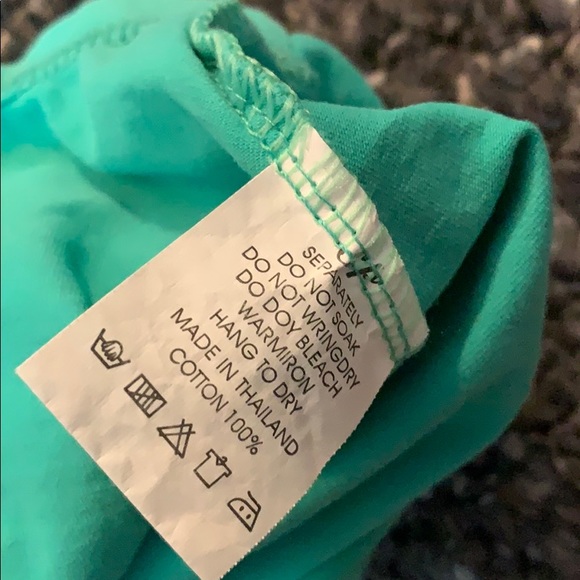 SEPARATELY
DO NOT SOAK
DO NOT WRINGDRY
DO DOY BLEACH
WARMIRON
HANG TO DRY
MADE IN THAILAND
COTTON 100%